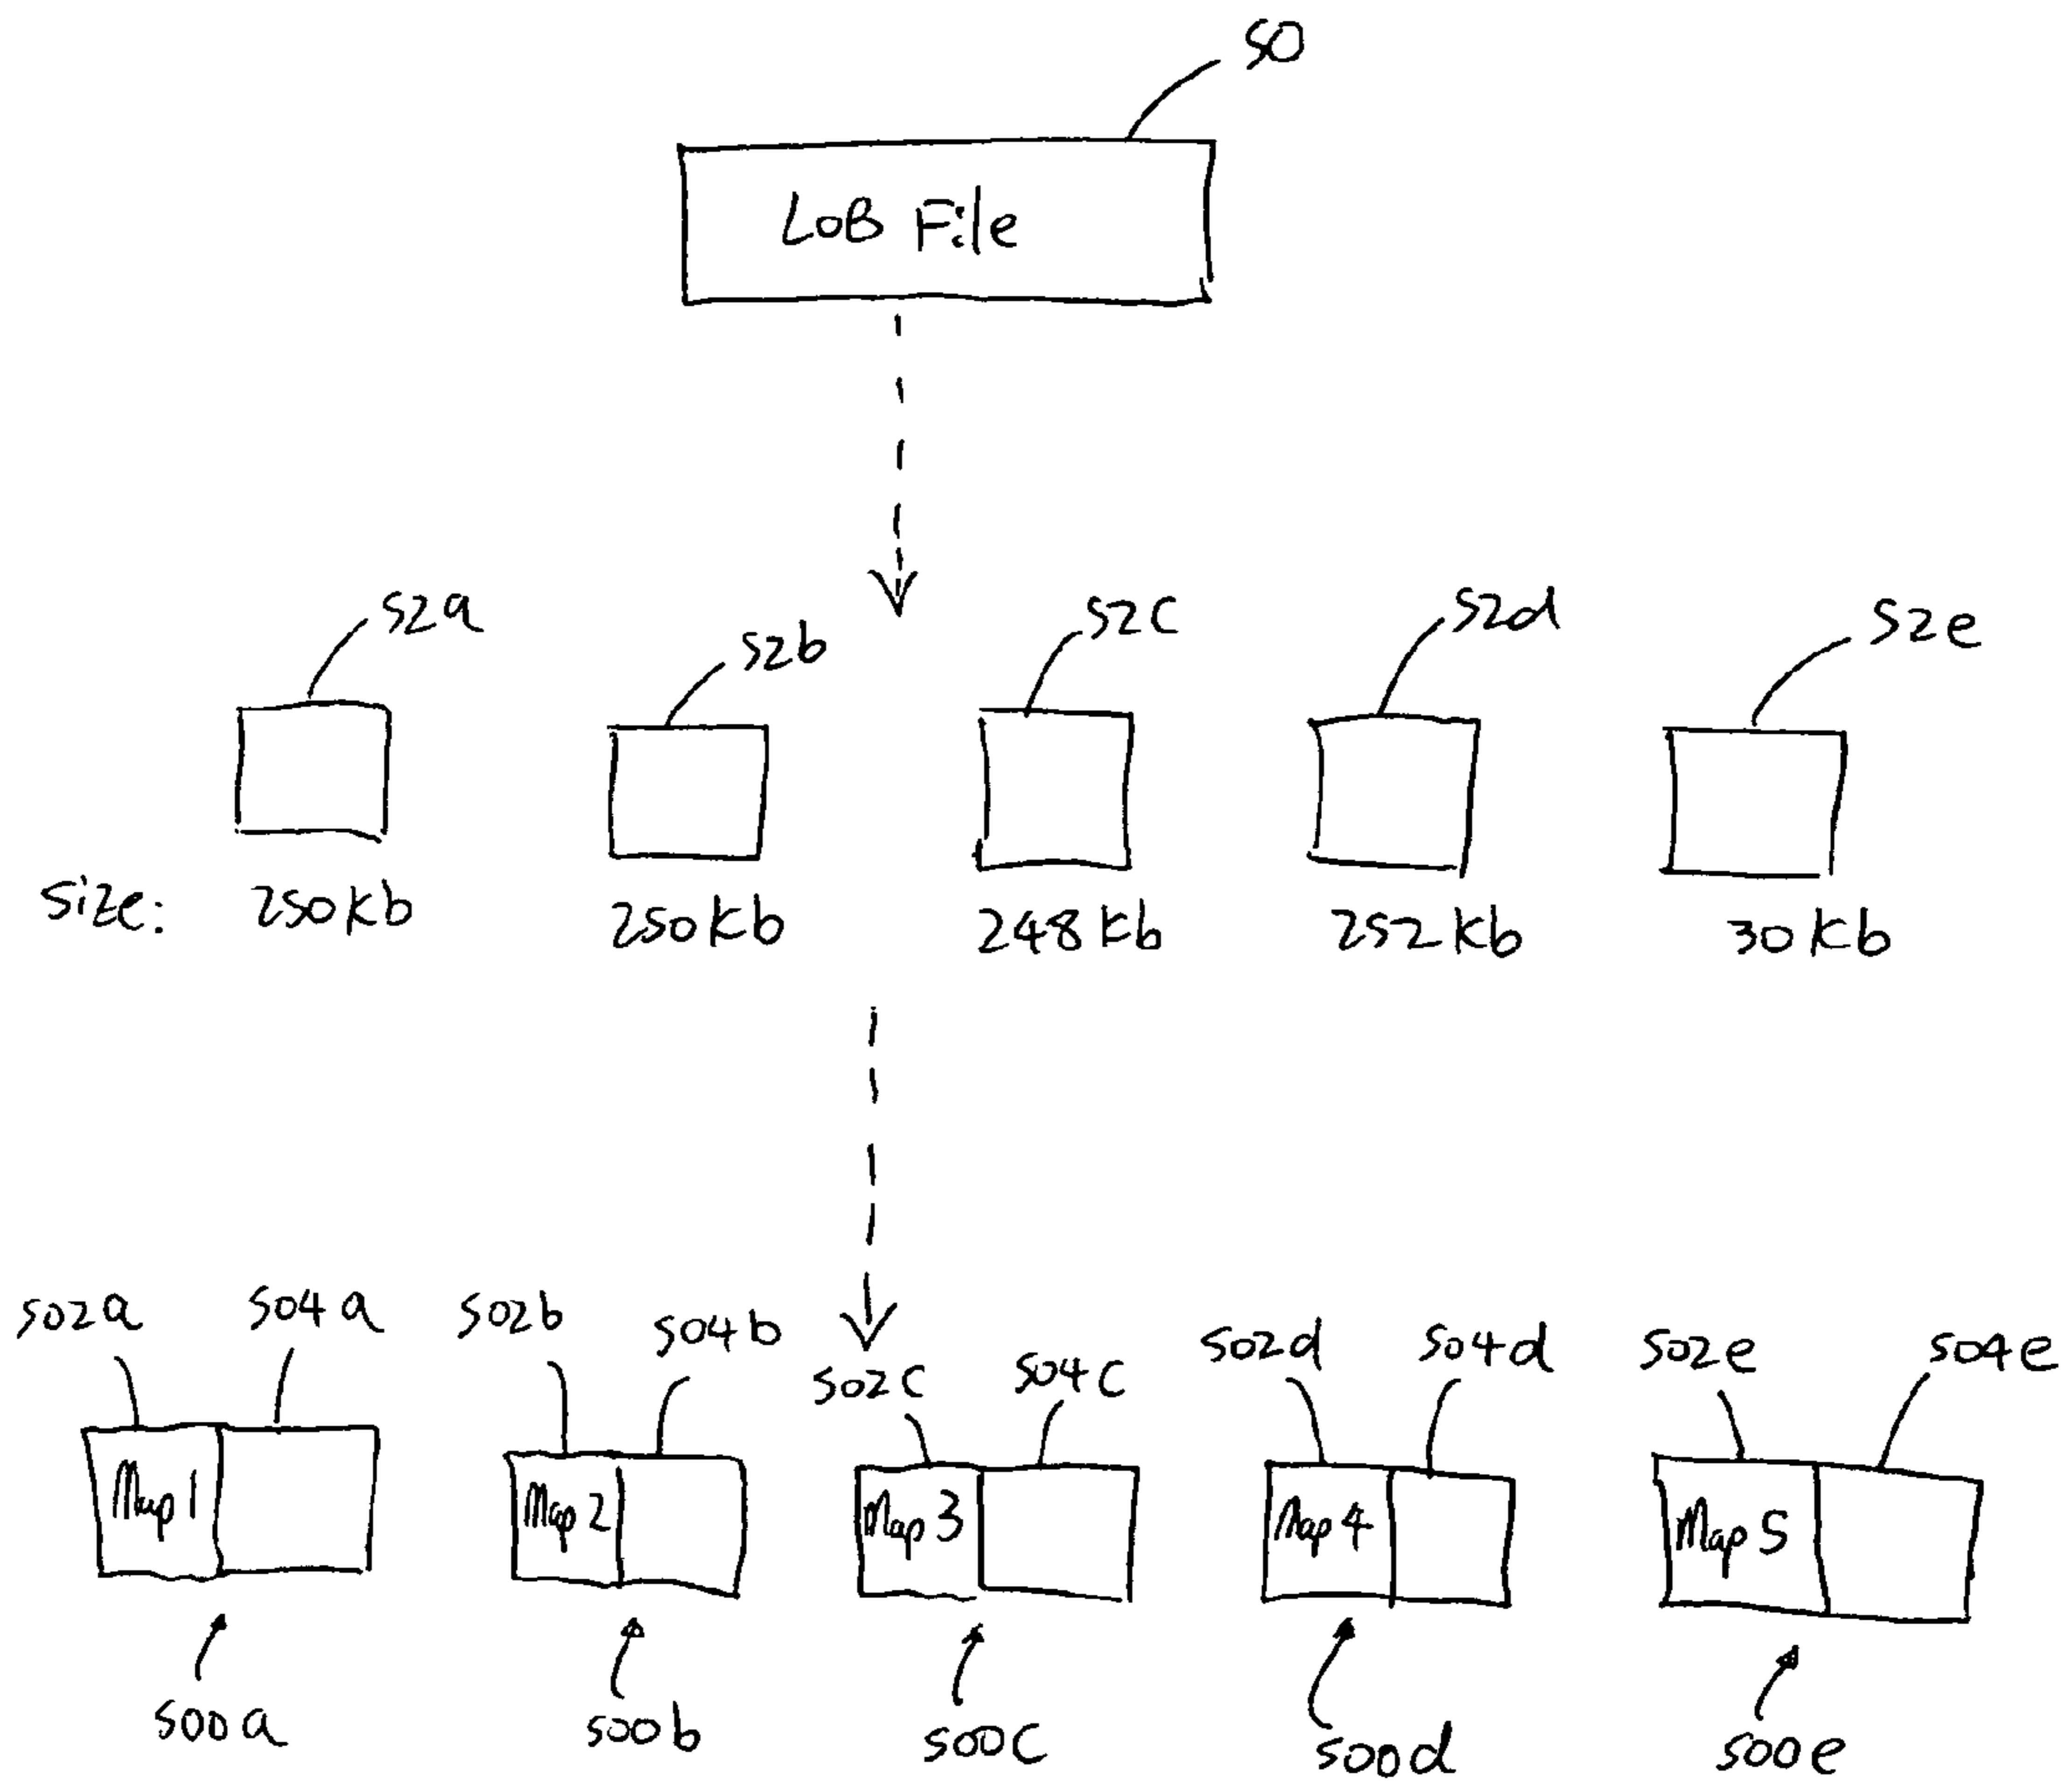 50
LOB File
52a 52b 52c 52d 52e
Size: 250kb 250kb 248kb 252kb 30kb
502a 504a 502b 504b 502c 504c 502d 504d 502e 504e
Map 1 Map 2 Map 3 Map 4 Map 5
500a 500b 500c 500d 500e